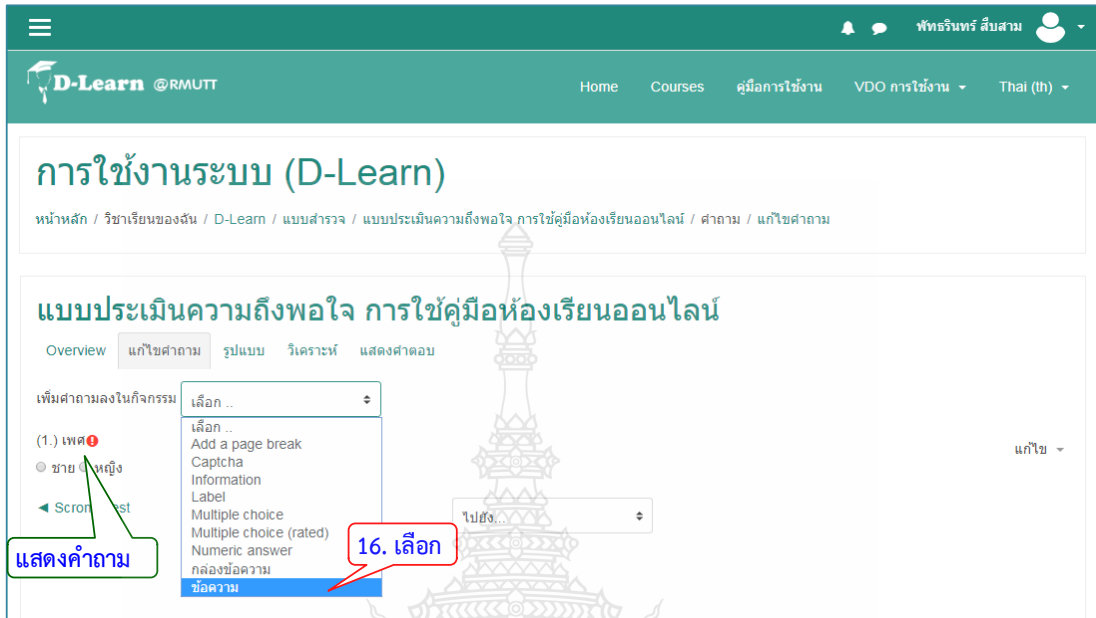 พัทธรินทร์ สืบสาม
D-Learn @RMUTT
Home Courses คู่มือการใช้งาน VDO การใช้งาน Thai (th)
การใช้งานระบบ (D-Learn)
หน้าหลัก / วิชาเรียนของฉัน / D-Learn / แบบสำรวจ / แบบประเมินความถึงพอใจ การใช้คู่มือห้องเรียนออนไลน์ / คำถาม / แก้ไขคำถาม
แบบประเมินความถึงพอใจ การใช้คู่มือห้องเรียนออนไลน์
Overview แก้ไขคำถาม รูปแบบ วิเคราะห์ แสดงคำตอบ
เพิ่มคำถามลงในกิจกรรม เลือก ..
เลือก ..
Add a page break
Captcha
Information
Label
Multiple choice
Multiple choice (rated)
Numeric answer
กล่องข้อความ
ข้อความ
(1.) เพศ
แก้ไข
ชาย หญิง
ไปยัง...
แสดงคำถาม
16. เลือก